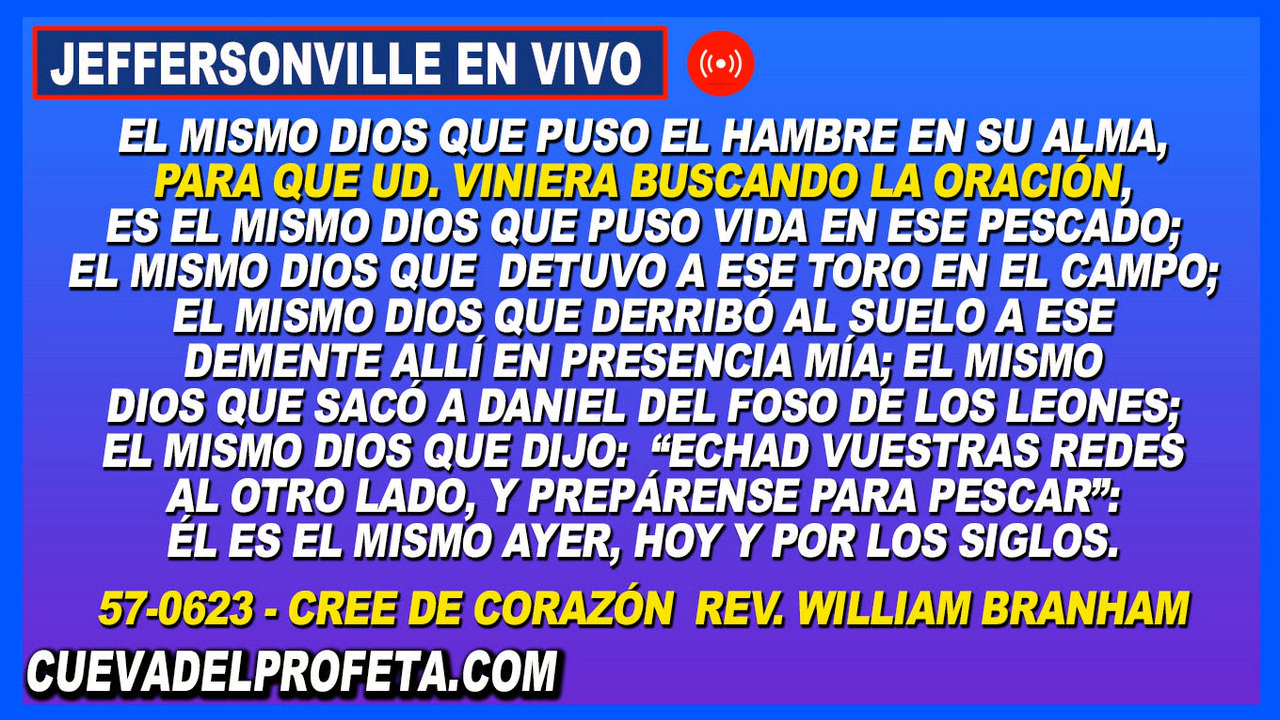 JEFFERSONVILLE EN VIVO
EL MISMO DIOS QUE PUSO EL HAMBRE EN SU ALMA,
PARA QUE UD. VINIERA BUSCANDO LA ORACIÓN,
ES EL MISMO DIOS QUE PUSO VIDA EN ESE PESCADO;
EL MISMO DIOS QUE DETUVO A ESE TORO EN EL CAMPO;
EL MISMO DIOS QUE DERRIBÓ AL SUELO A ESE
DEMENTE ALLÍ EN PRESENCIA MÍA; EL MISMO
DIOS QUE SACÓ A DANIEL DEL FOSO DE LOS LEONES;
EL MISMO DIOS QUE DIJO: “ECHAD VUESTRAS REDES
AL OTRO LADO, Y PREPÁRENSE PARA PESCAR”:
ÉL ES EL MISMO AYER, HOY Y POR LOS SIGLOS.
57-0623 - CREE DE CORAZÓN REV. WILLIAM BRANHAM
CUEVADELPROFETA.COM